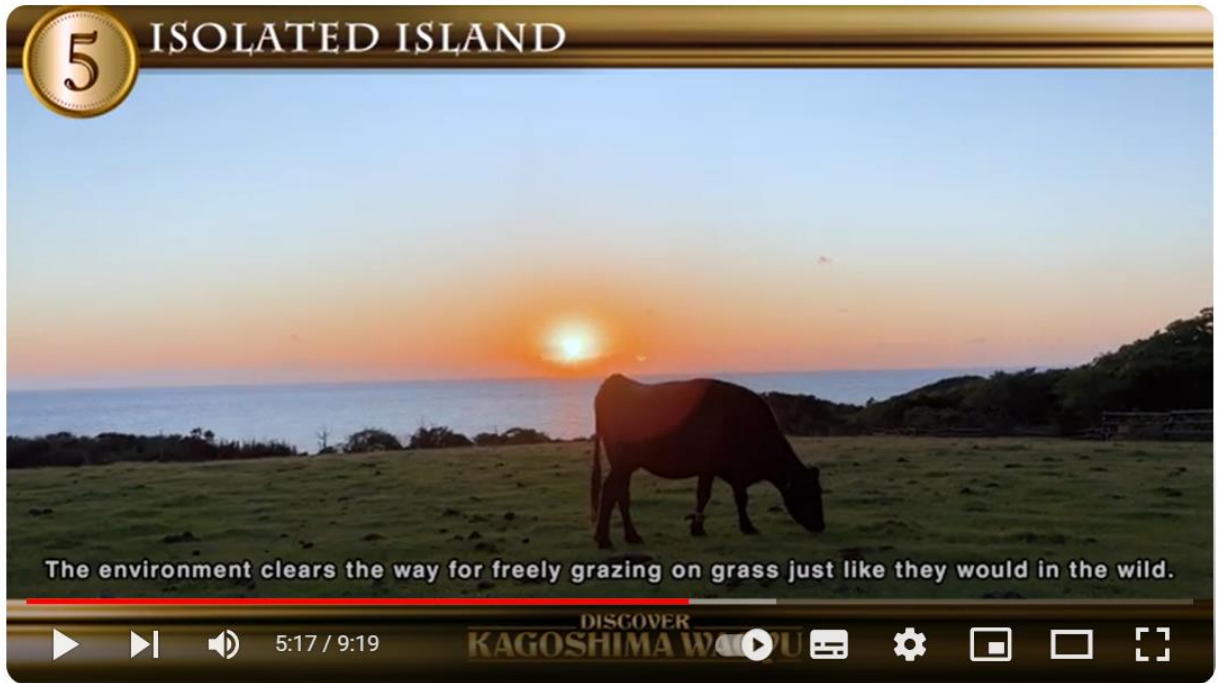 5
ISOLATED ISLAND
The environment clears the way for freely grazing on grass just like they would in the wild.
DISCOVER
KAGOSHIMA
5:17 / 9:19